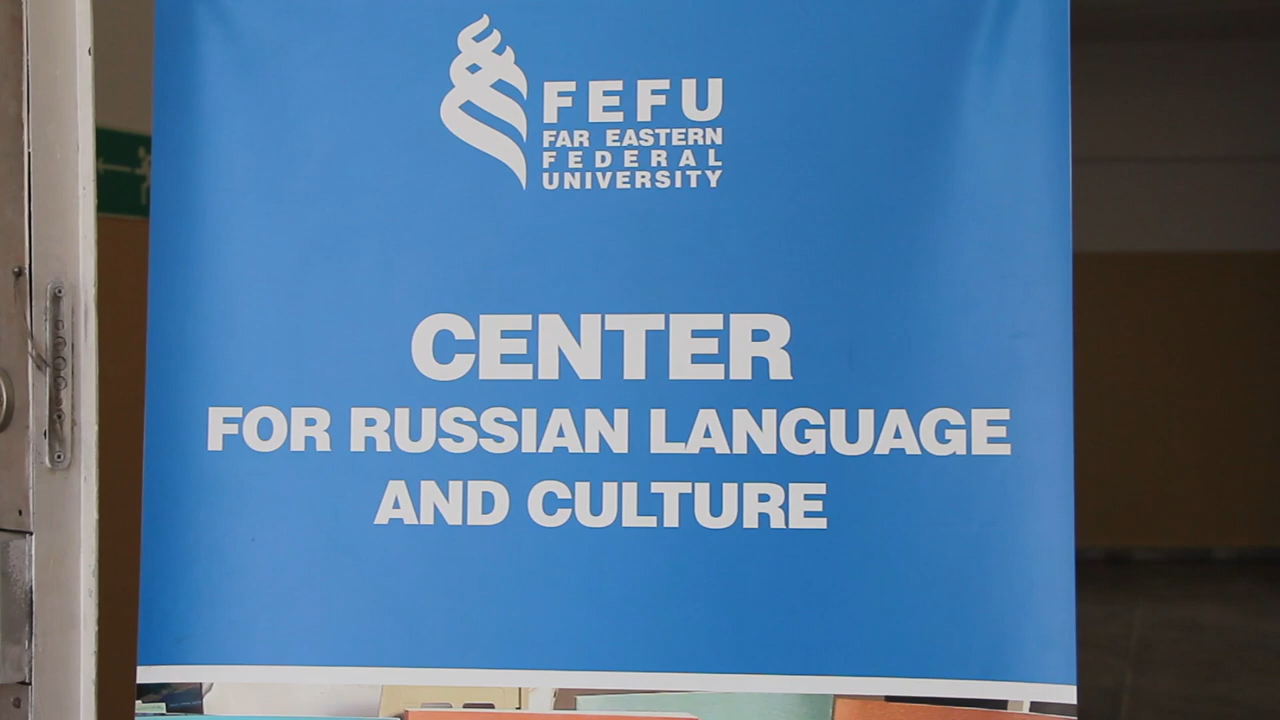 FEFU
FAR EASTERN
FEDERAL
UNIVERSITY
CENTER
FOR RUSSIAN LANGUAGE
AND CULTURE